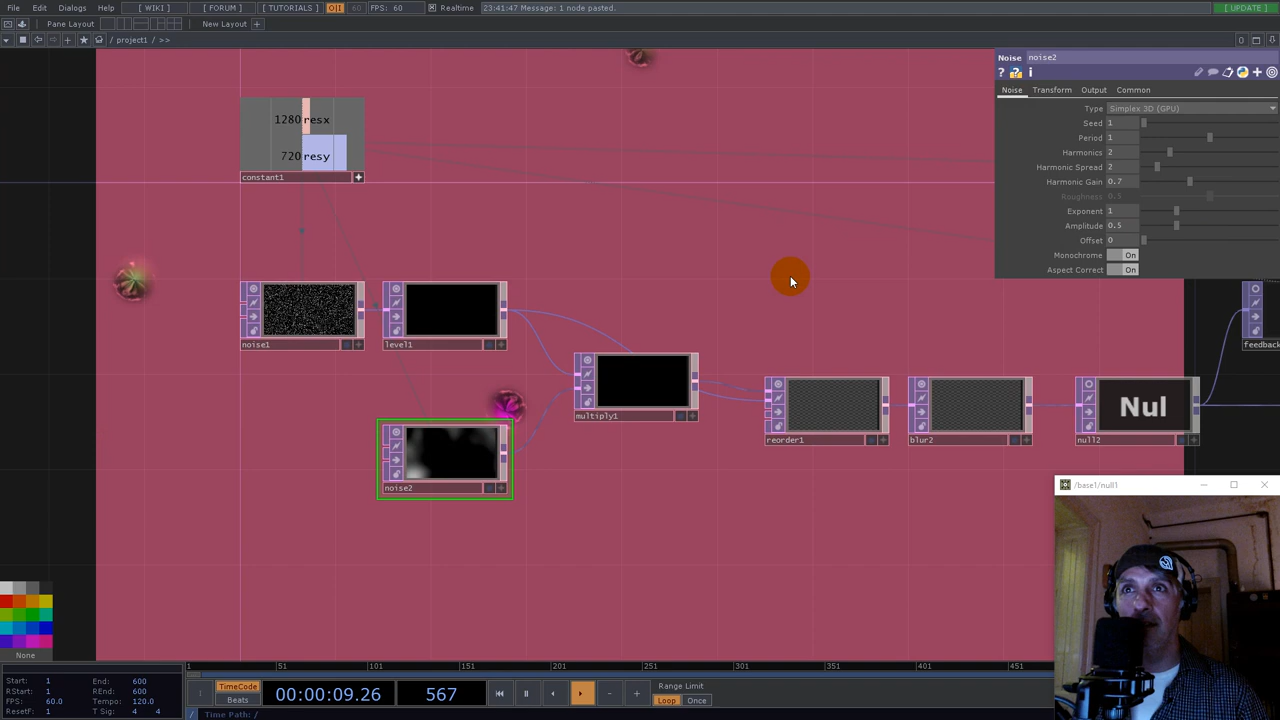 File Edit Dialogs Help [ WIKI ] [ FORUM ] [ TUTORIALS ] O|I 60 FPS: 60 Realtime 23:41:47 Message: 1 node pasted. [ UPDATE ]
Pane Layout New Layout +
/ project1 / >> 0
Noise noise2
? ? i
Noise Transform Output Common
Type Simplex 3D (GPU)
Seed 1
Period 1
Harmonics 2
Harmonic Spread 2
Harmonic Gain 0.7
Roughness 0.5
Exponent 1
Amplitude 0.5
Offset 0
Monochrome On
Aspect Correct On
1280 resx
720 resy
constant1
noise1
level1
feedback
multiply1
Nul
reorder1
blur2
null2
noise2
/base1/null1
None
1 51 101 151 201 251 301 351 401 451
Start: 1 End: 600
RStart: 1 REnd: 600
FPS: 60.0 Tempo: 120.0
ResetF: 1 T Sig: 4 4
TimeCode
Beats
00:00:09.26
567
Range Limit
Loop Once
/ Time Path: /